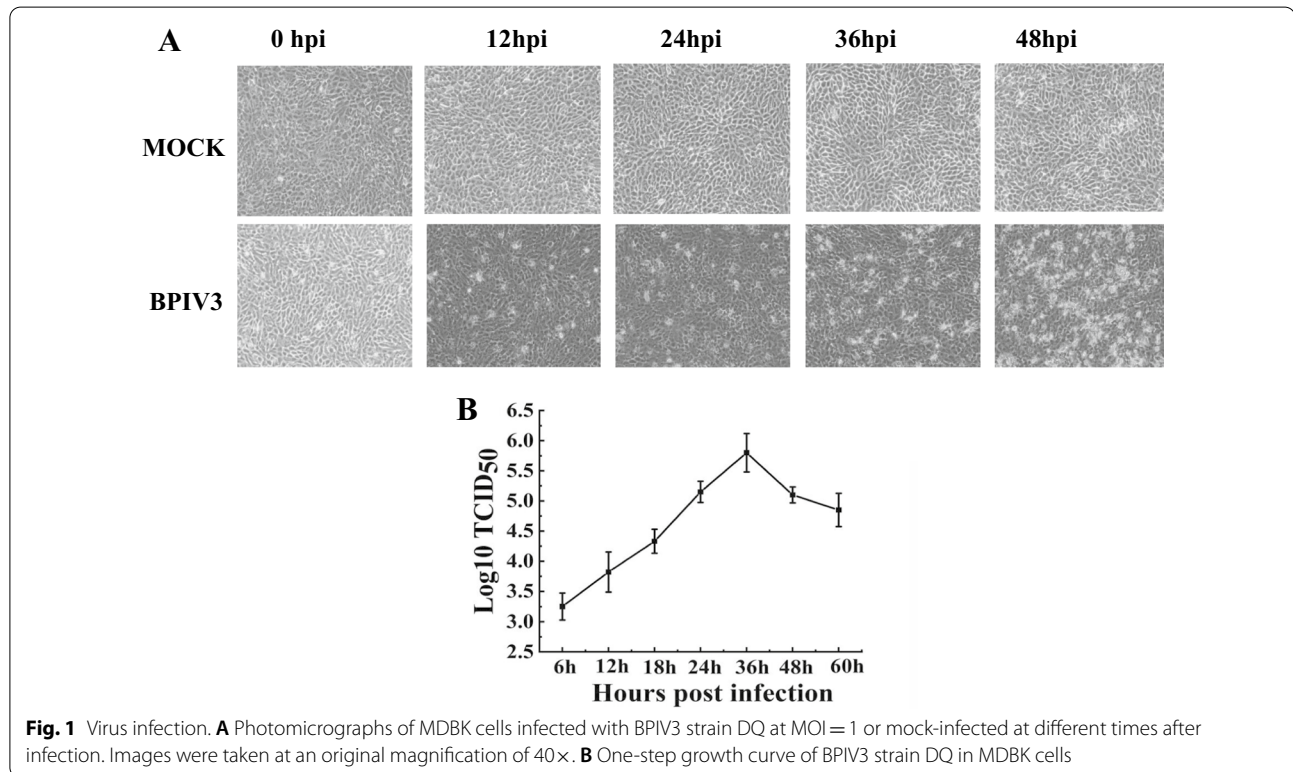 A
0 hpi 12hpi 24hpi 36hpi 48hpi
MOCK
BPIV3
B
Log10 TCID50
6.5
6.0
5.5
5.0
4.5
4.0
3.5
3.0
2.5
6h 12h 18h 24h 36h 48h 60h
Hours post infection
Fig. 1 Virus infection. A Photomicrographs of MDBK cells infected with BPIV3 strain DQ at MOI = 1 or mock-infected at different times after
infection. Images were taken at an original magnification of 40×. B One-step growth curve of BPIV3 strain DQ in MDBK cells